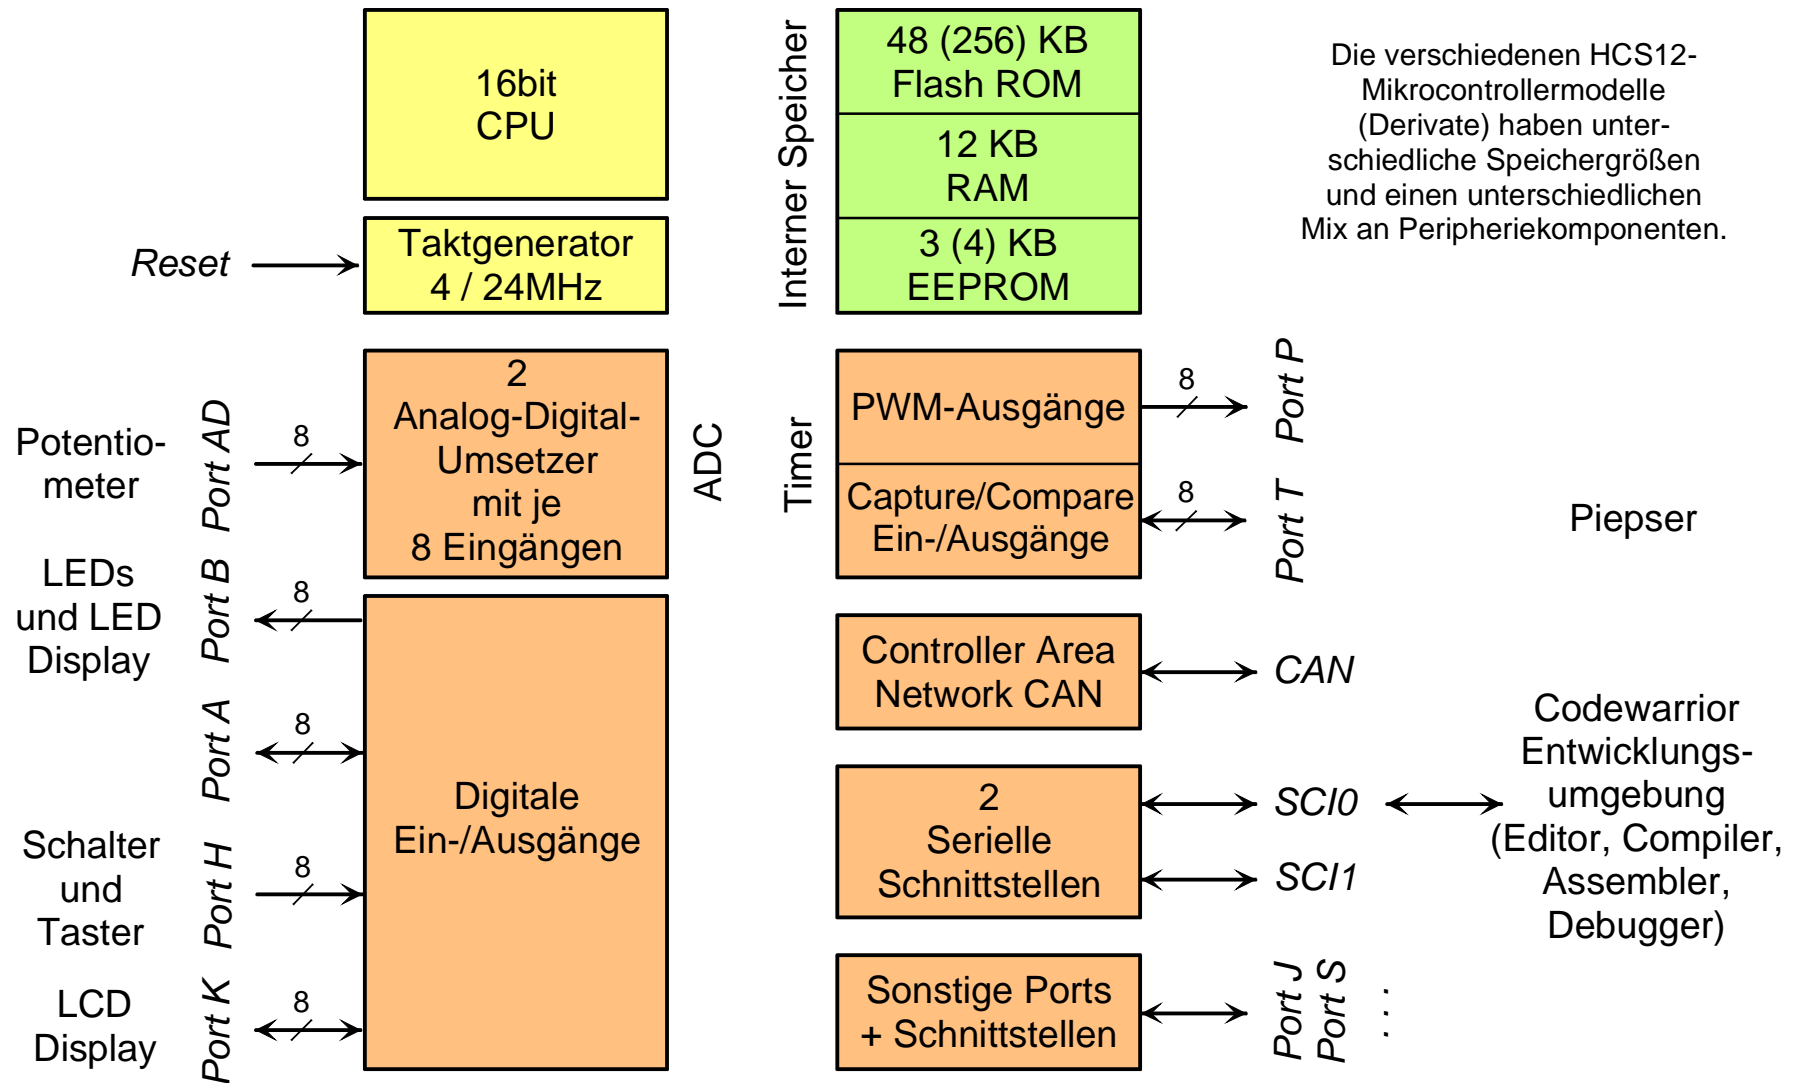 16bit
CPU
Taktgenerator
4 / 24MHz
Reset
Interner Speicher
48 (256) KB
Flash ROM
12 KB
RAM
3 (4) KB
EEPROM
Die verschiedenen HCS12-
Mikrocontrollermodelle
(Derivate) haben unter-
schiedliche Speichergrößen
und einen unterschiedlichen
Mix an Peripheriekomponenten.
Potentio-
meter
Port AD
8
2
Analog-Digital-
Umsetzer
mit je
8 Eingängen
ADC
Timer
PWM-Ausgänge
8
Port P
Capture/Compare
Ein-/Ausgänge
8
Port T
Piepser
LEDs
und LED
Display
Port B
8
Port A
8
Schalter
und
Taster
Port H
8
LCD
Display
Port K
8
Digitale
Ein-/Ausgänge
Controller Area
Network CAN
CAN
2
Serielle
Schnittstellen
SCI0
SCI1
Codewarrior
Entwicklungs-
umgebung
(Editor, Compiler,
Assembler,
Debugger)
Sonstige Ports
+ Schnittstellen
Port J
Port S
. . .